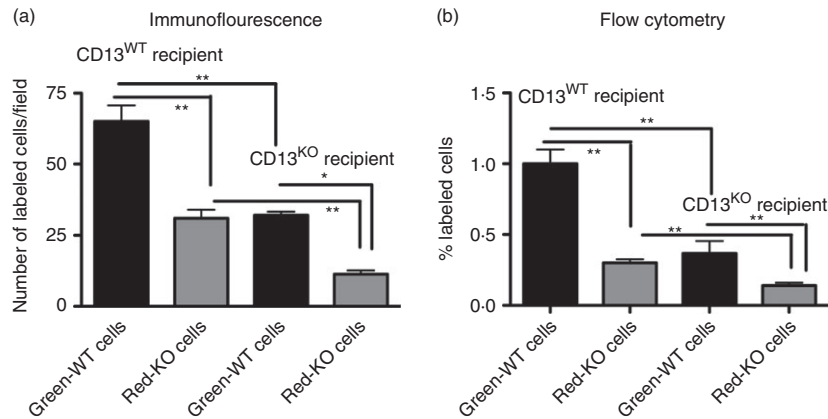 (a)
Immunoflourescence
CD13WT recipient
**
**
CD13KO recipient
*
**
Number of labeled cells/field
75
50
25
0
Green-WT cells
Red-KO cells
Green-WT cells
Red-KO cells
(b)
Flow cytometry
CD13WT recipient
**
**
CD13KO recipient
**
**
% labeled cells
1·5
1·0
0·5
0·0
Green-WT cells
Red-KO cells
Green-WT cells
Red-KO cells